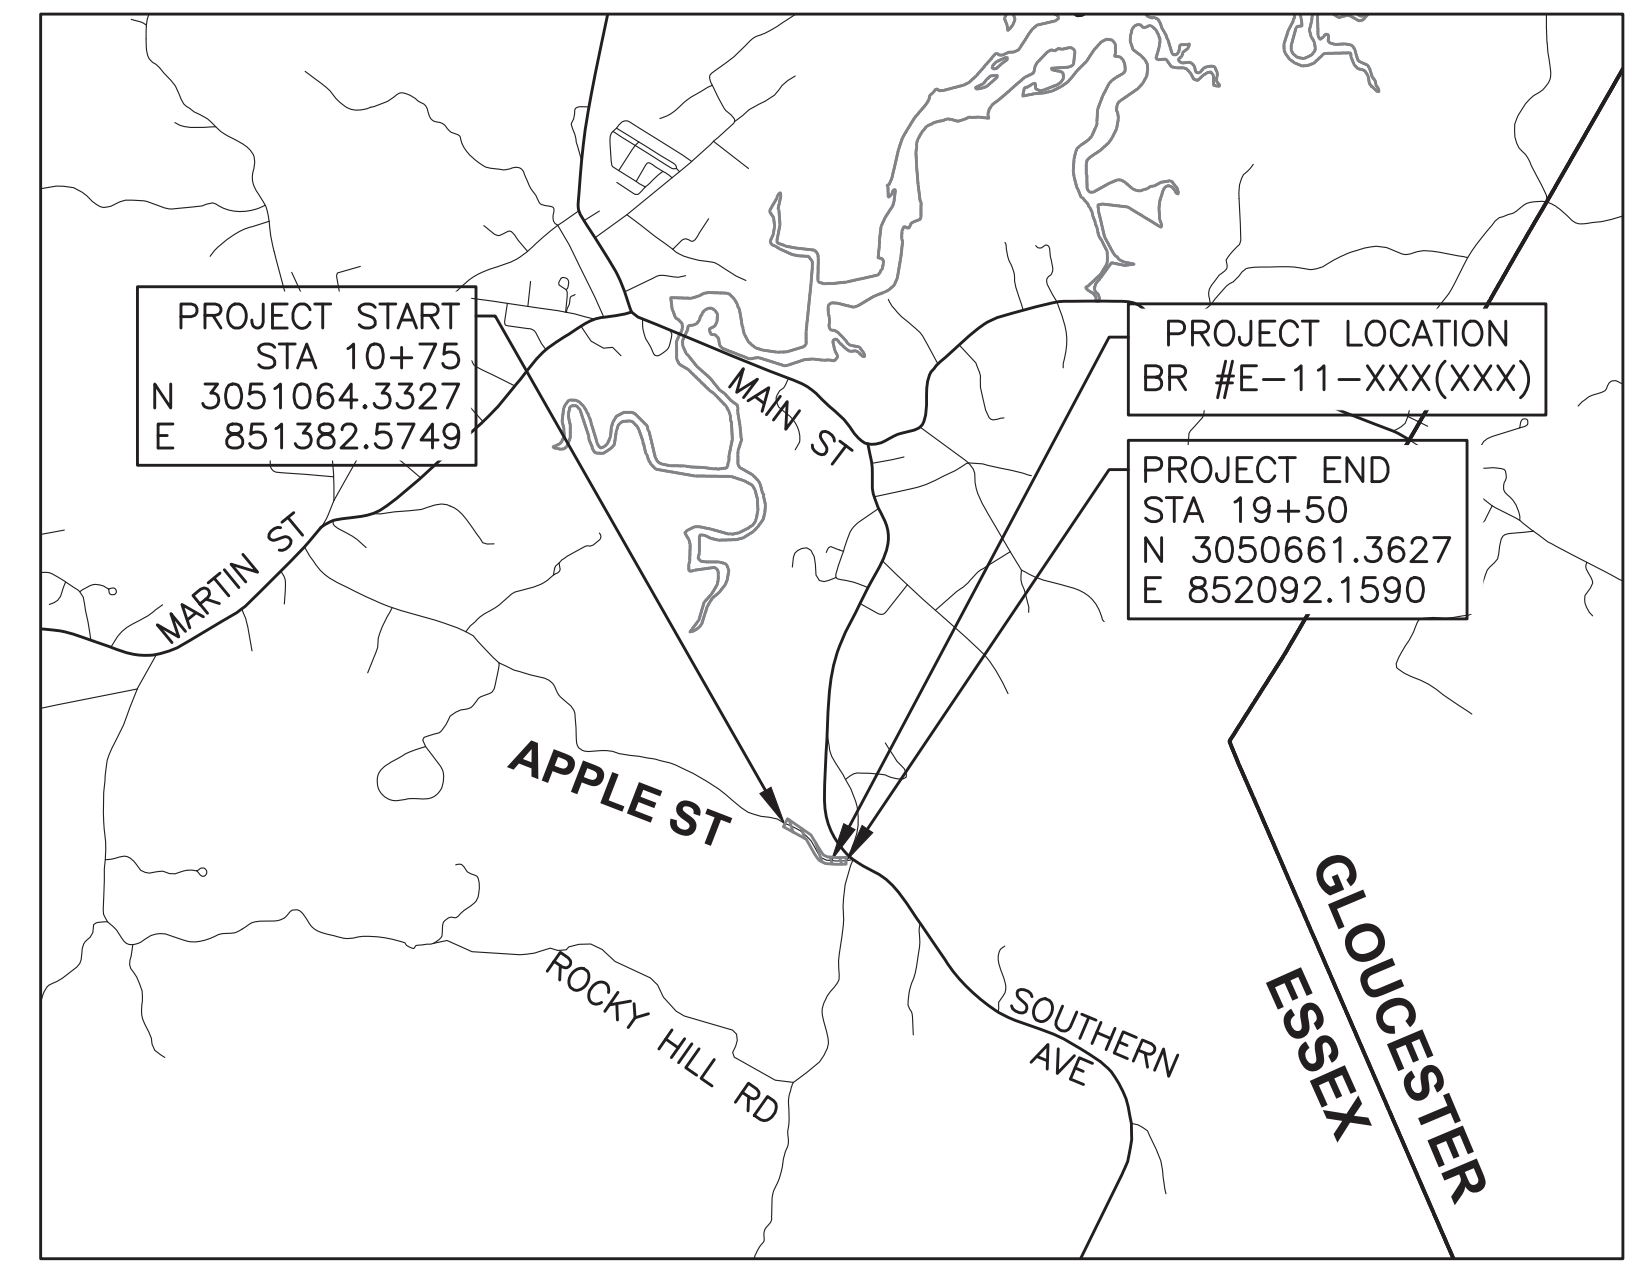 PROJECT START
STA 10+75
N 3051064.3327
E 851382.5749
PROJECT LOCATION
BR #E-11-XXX(XXX)
PROJECT END
STA 19+50
N 3050661.3627
E 852092.1590
MAIN ST
MARTIN ST
APPLE ST
ROCKY HILL RD
SOUTHERN
AVE
GLOUCESTER
ESSEX